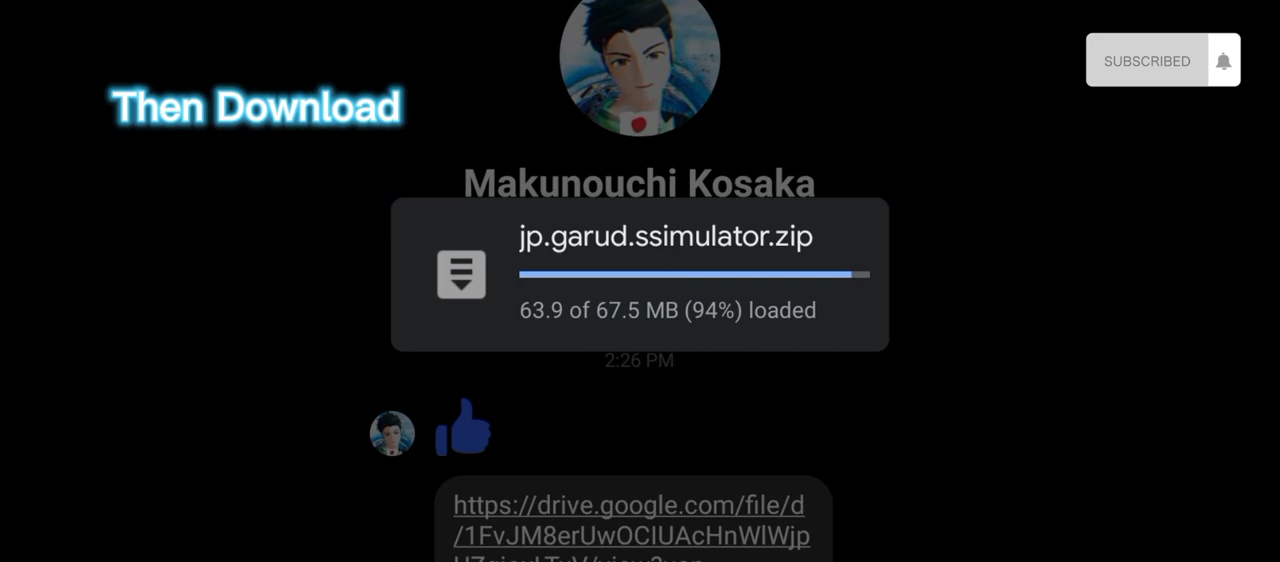 SUBSCRIBED
Then Download
Makunouchi Kosaka
jp.garud.ssimulator.zip
63.9 of 67.5 MB (94%) loaded
2:26 PM
https://drive.google.com/file/d
/1FvJM8erUwOCIUAcHnWlWjp